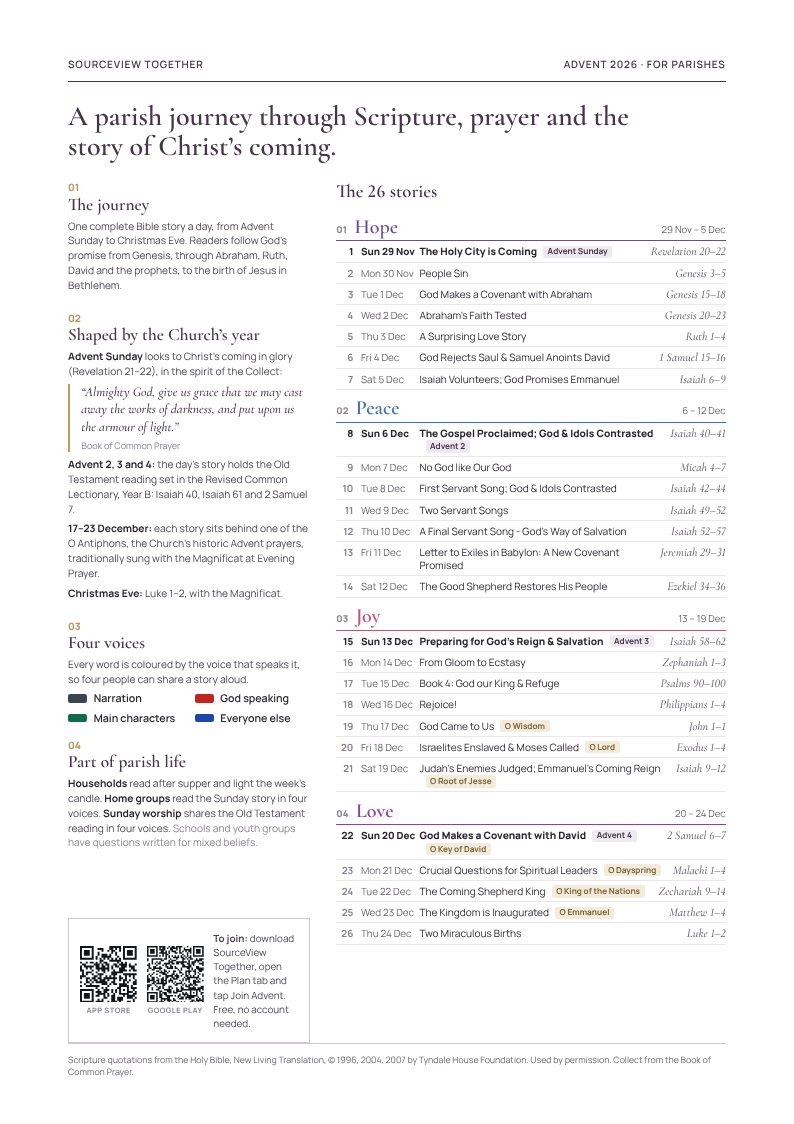 SOURCEVIEW TOGETHER
ADVENT 2026 · FOR PARISHES
A parish journey through Scripture, prayer and the
story of Christ's coming.
01
The journey
One complete Bible story a day, from Advent
Sunday to Christmas Eve. Readers follow God's
promise from Genesis, through Abraham, Ruth,
David and the prophets, to the birth of Jesus in
Bethlehem.
02
Shaped by the Church's year
Advent Sunday looks to Christ's coming in glory
(Revelation 21–22), in the spirit of the Collect:
“Almighty God, give us grace that we may cast
away the works of darkness, and put upon us
the armour of light.”
Book of Common Prayer
Advent 2, 3 and 4: the day's story holds the Old
Testament reading set in the Revised Common
Lectionary, Year B: Isaiah 40, Isaiah 61 and 2 Samuel
7.
17–23 December: each story sits behind one of the
O Antiphons, the Church's historic Advent prayers,
traditionally sung with the Magnificat at Evening
Prayer.
Christmas Eve: Luke 1–2, with the Magnificat.
03
Four voices
Every word is coloured by the voice that speaks it,
so four people can share a story aloud.
Narration
God speaking
Main characters
Everyone else
04
Part of parish life
Households read after supper and light the week's
candle. Home groups read the Sunday story in four
voices. Sunday worship shares the Old Testament
reading in four voices. Schools and youth groups
have questions written for mixed beliefs.
APP STORE
GOOGLE PLAY
To join: download
SourceView
Together, open
the Plan tab and
tap Join Advent.
Free, no account
needed.
The 26 stories
01 Hope 29 Nov – 5 Dec
1 Sun 29 Nov The Holy City is Coming Advent Sunday Revelation 20–22
2 Mon 30 Nov People Sin Genesis 3–5
3 Tue 1 Dec God Makes a Covenant with Abraham Genesis 15–18
4 Wed 2 Dec Abraham's Faith Tested Genesis 20–23
5 Thu 3 Dec A Surprising Love Story Ruth 1–4
6 Fri 4 Dec God Rejects Saul & Samuel Anoints David 1 Samuel 15–16
7 Sat 5 Dec Isaiah Volunteers; God Promises Emmanuel Isaiah 6–9
02 Peace 6 – 12 Dec
8 Sun 6 Dec The Gospel Proclaimed; God & Idols Contrasted Isaiah 40–41
Advent 2
9 Mon 7 Dec No God like Our God Micah 4–7
10 Tue 8 Dec First Servant Song; God & Idols Contrasted Isaiah 42–44
11 Wed 9 Dec Two Servant Songs Isaiah 49–52
12 Thu 10 Dec A Final Servant Song - God's Way of Salvation Isaiah 52–57
13 Fri 11 Dec Letter to Exiles in Babylon: A New Covenant Jeremiah 29–31
Promised
14 Sat 12 Dec The Good Shepherd Restores His People Ezekiel 34–36
03 Joy 13 – 19 Dec
15 Sun 13 Dec Preparing for God's Reign & Salvation Advent 3 Isaiah 58–62
16 Mon 14 Dec From Gloom to Ecstasy Zephaniah 1–3
17 Tue 15 Dec Book 4: God our King & Refuge Psalms 90–100
18 Wed 16 Dec Rejoice! Philippians 1–4
19 Thu 17 Dec God Came to Us O Wisdom John 1–1
20 Fri 18 Dec Israelites Enslaved & Moses Called O Lord Exodus 1–4
21 Sat 19 Dec Judah's Enemies Judged; Emmanuel's Coming Reign Isaiah 9–12
O Root of Jesse
04 Love 20 – 24 Dec
22 Sun 20 Dec God Makes a Covenant with David Advent 4 2 Samuel 6–7
O Key of David
23 Mon 21 Dec Crucial Questions for Spiritual Leaders O Dayspring Malachi 1–4
24 Tue 22 Dec The Coming Shepherd King O King of the Nations Zechariah 9–14
25 Wed 23 Dec The Kingdom is Inaugurated O Emmanuel Matthew 1–4
26 Thu 24 Dec Two Miraculous Births Luke 1–2
Scripture quotations from the Holy Bible, New Living Translation, © 1996, 2004, 2007 by Tyndale House Foundation. Used by permission. Collect from the Book of
Common Prayer.